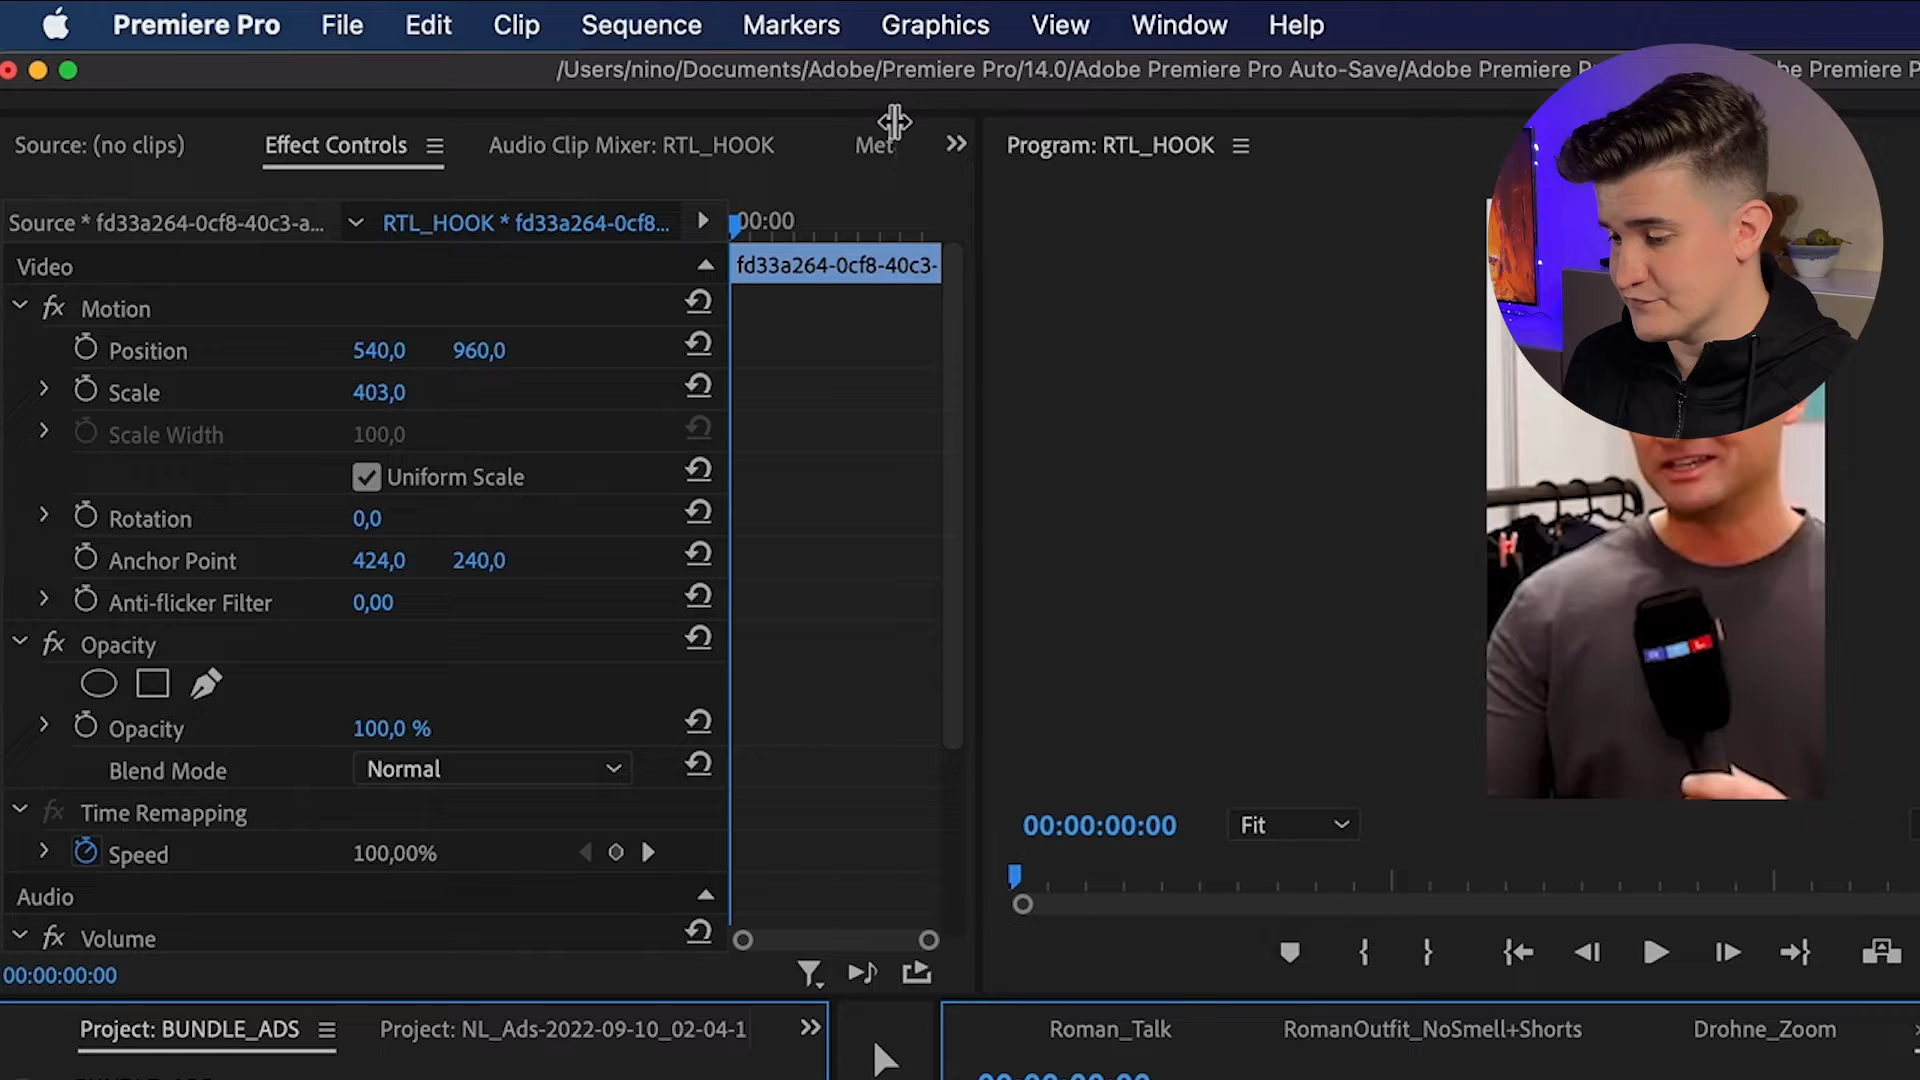 Premiere Pro File Edit Clip Sequence Markers Graphics View Window Help
/Users/nino/Documents/Adobe/Premiere Pro/14.0/Adobe Premiere Pro Auto-Save/Adobe Premiere Premiere P
Source: (no clips) Effect Controls Audio Clip Mixer: RTL_HOOK Met Program: RTL_HOOK
Source * fd33a264-0cf8-40c3-a... RTL_HOOK * fd33a264-0cf8... 00:00
Video fd33a264-0cf8-40c3-
fx Motion
Position 540,0 960,0
Scale 403,0
Scale Width 100,0
Uniform Scale
Rotation 0,0
Anchor Point 424,0 240,0
Anti-flicker Filter 0,00
fx Opacity
Opacity 100,0 %
Blend Mode Normal
fx Time Remapping
00:00:00:00 Fit
Speed 100,00%
Audio
fx Volume
00:00:00:00
Project: BUNDLE_ADS Project: NL_Ads-2022-09-10_02-04-1 Roman_Talk RomanOutfit_NoSmell+Shorts Drohne_Zoom